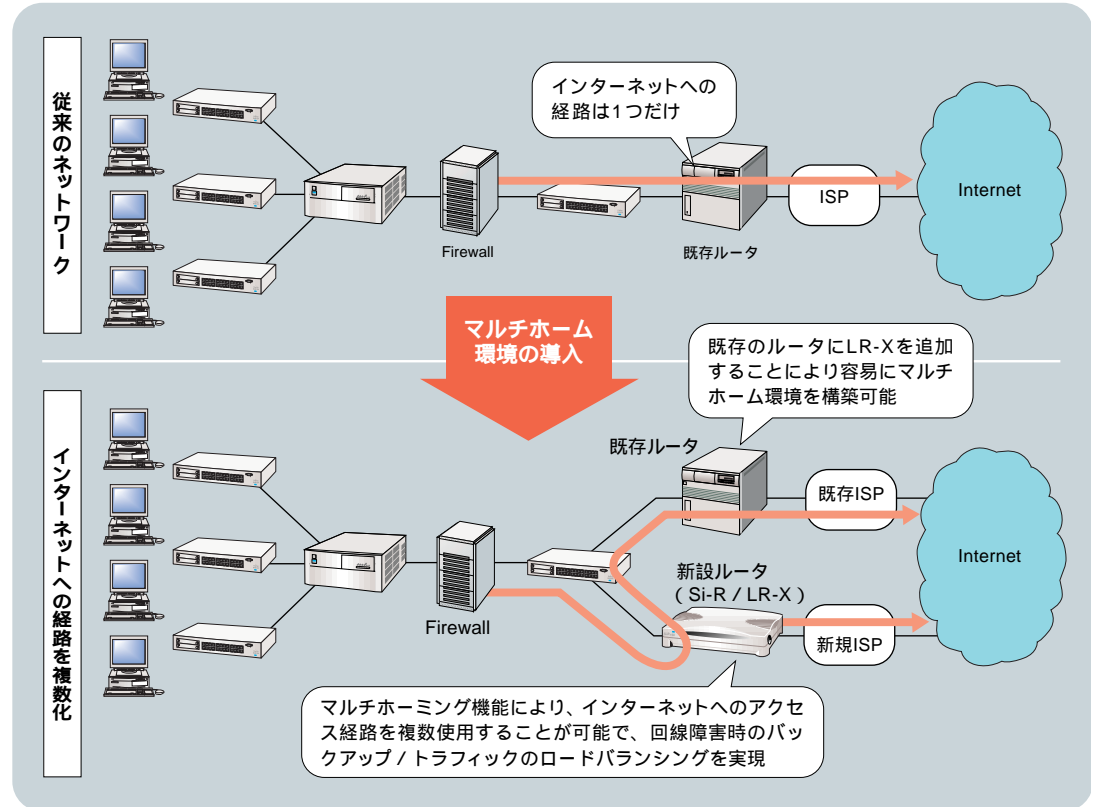 従来のネットワーク
インターネットへの
経路は1つだけ
Firewall
既存ルータ
ISP
Internet
マルチホーム
環境の導入
インターネットへの経路を複数化
既存のルータにLR-Xを追加
することにより容易にマルチ
ホーム環境を構築可能
既存ルータ
既存ISP
Firewall
新設ルータ
（Si-R / LR-X）
新規ISP
Internet
マルチホーミング機能により、インターネットへのアクセ
ス経路を複数使用することが可能で、回線障害時のバッ
クアップ / トラフィックのロードバランシングを実現